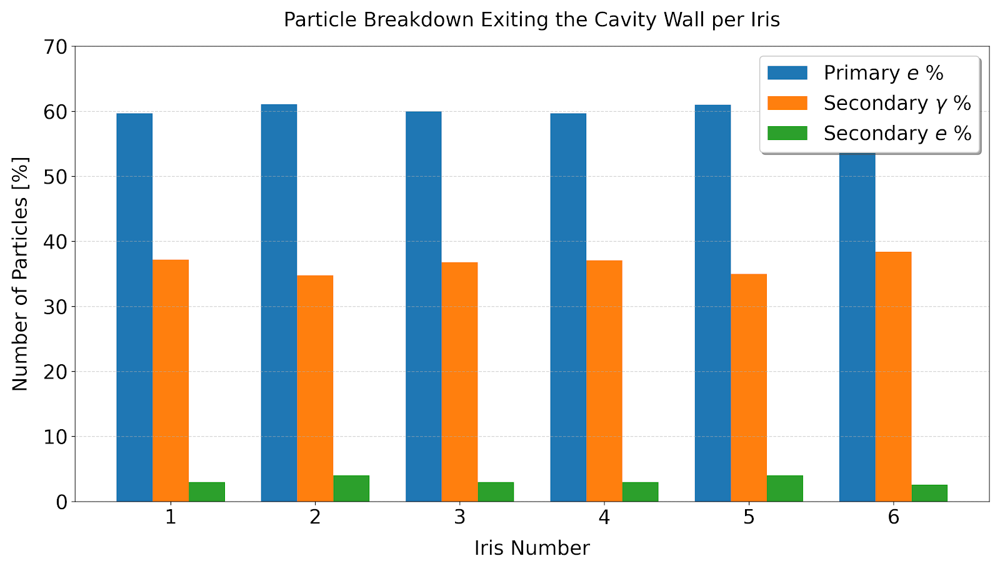 Particle Breakdown Exiting the Cavity Wall per Iris
Primary e %
Secondary γ %
Secondary e %
Number of Particles [%]
70
60
50
40
30
20
10
0
1 2 3 4 5 6
Iris Number